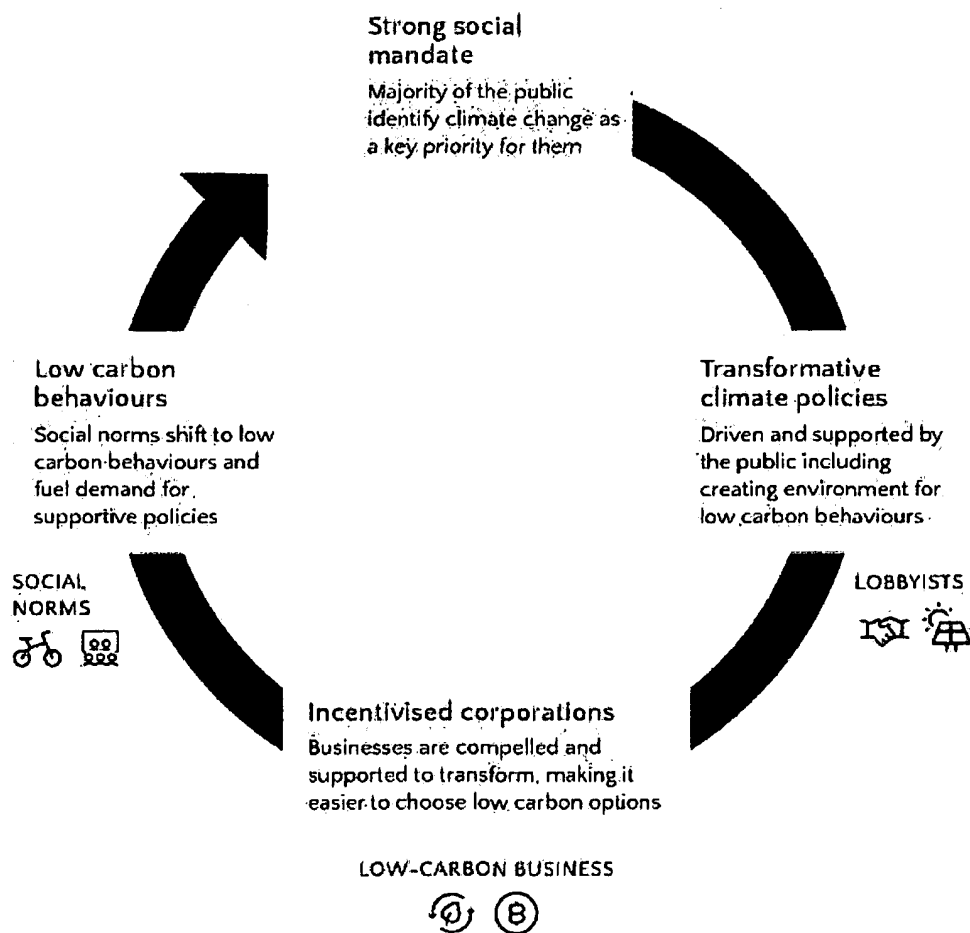 Strong social
mandate
Majority of the public
identify climate change as
a key priority for them
Low carbon
behaviours
Social norms shift to low
carbon behaviours and
fuel demand for
supportive policies
Transformative
climate policies
Driven and supported by
the public including
creating environment for
low carbon behaviours
SOCIAL
NORMS
LOBBYISTS
Incentivised corporations
Businesses are compelled and
supported to transform, making it
easier to choose low carbon options
LOW-CARBON BUSINESS
B